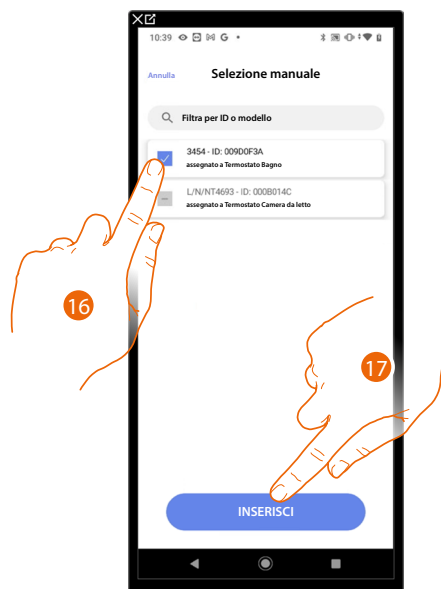 10:39
Annulla Selezione manuale
Filtra per ID o modello
3454 - ID: 009D0F3A
assegnato a Termostato Bagno
L/N/NT4693 - ID: 000B014C
assegnato a Termostato Camera da letto
16
17
INSERISCI